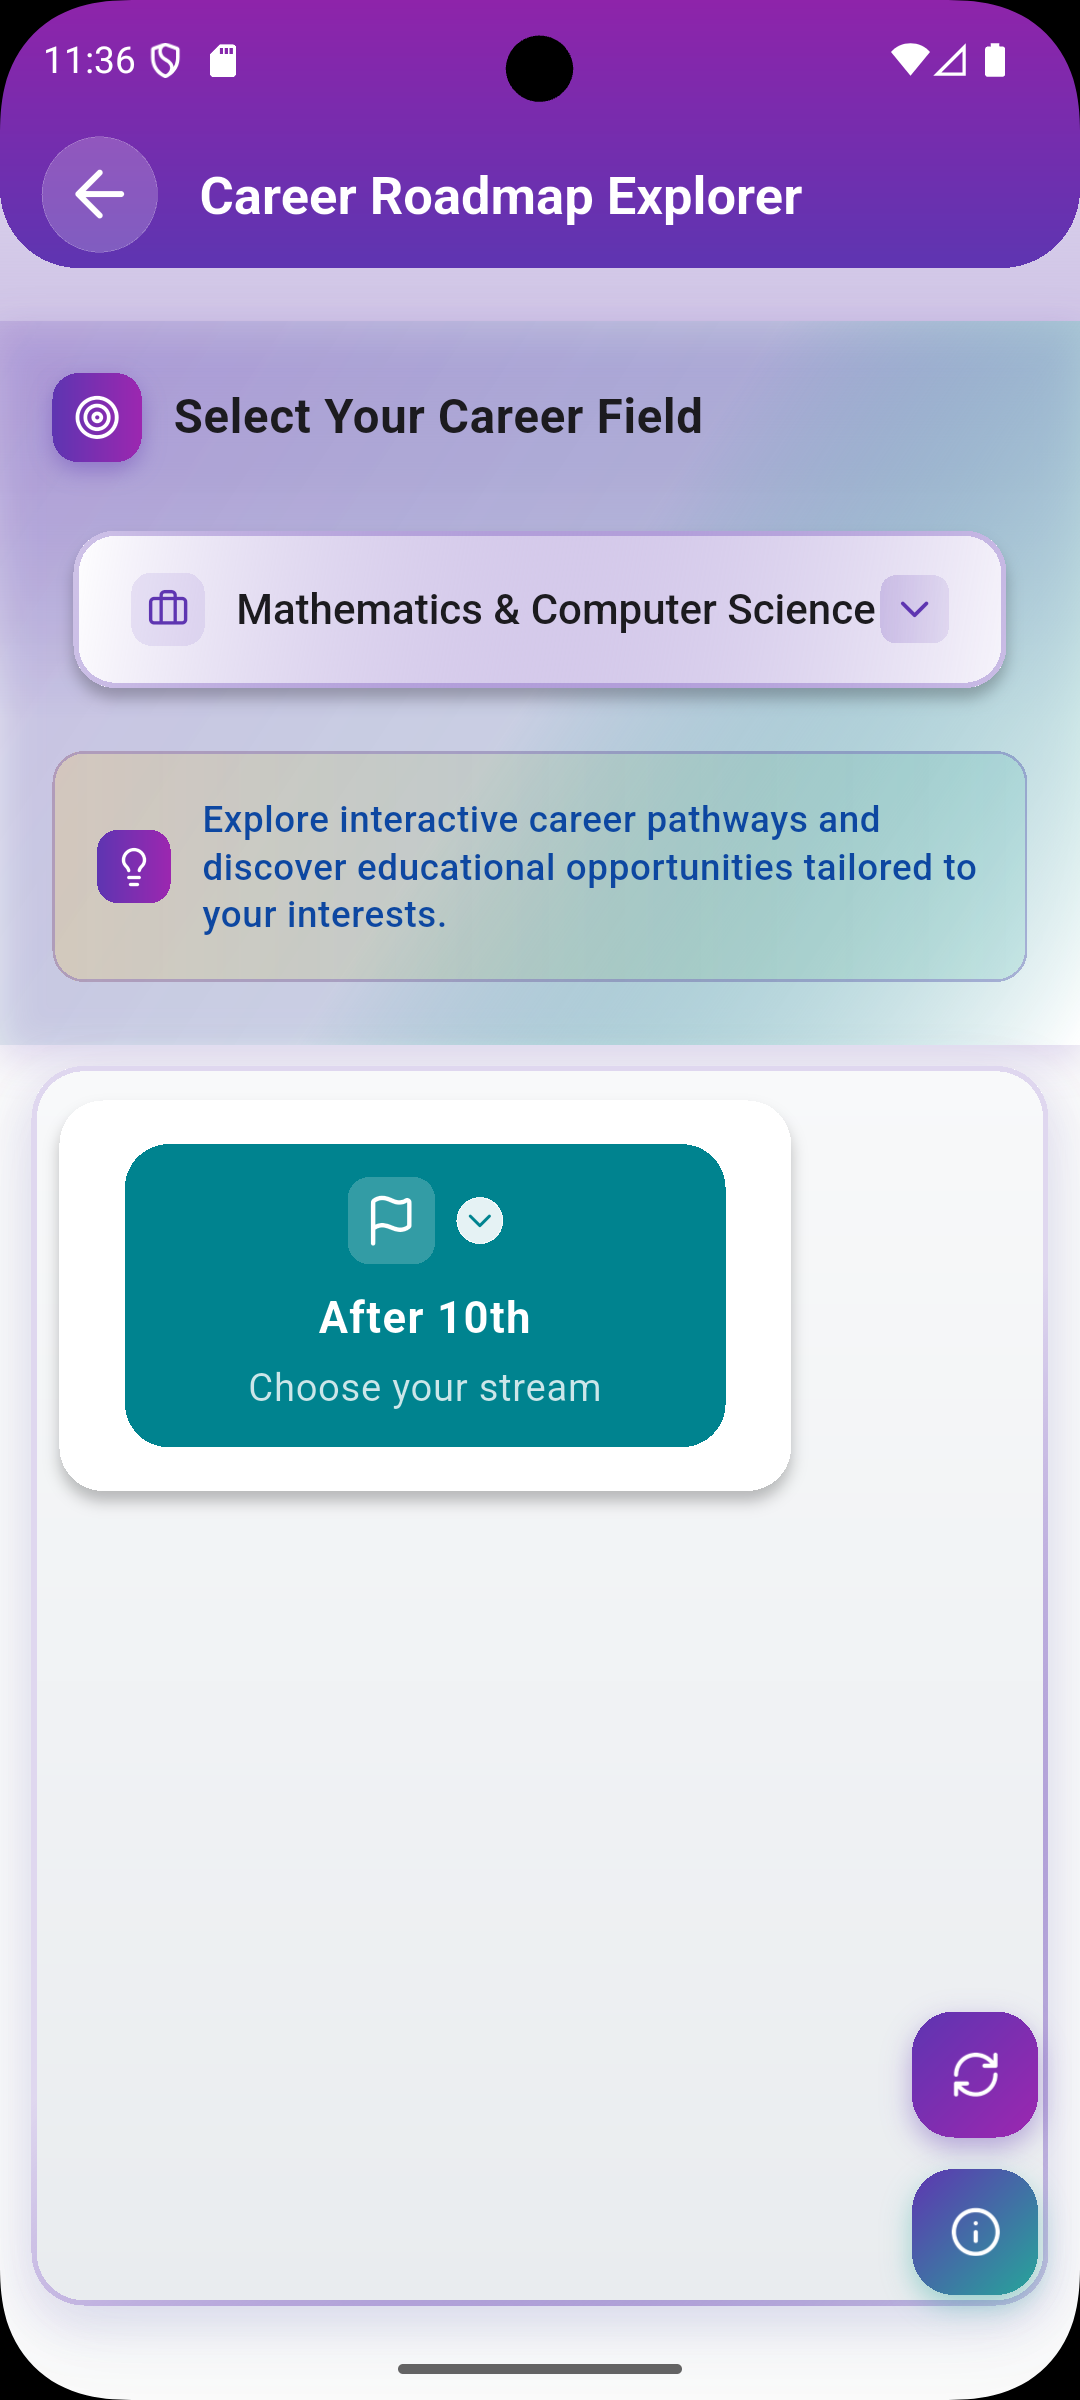 11:36
Career Roadmap Explorer
Select Your Career Field
Mathematics & Computer Science
Explore interactive career pathways and
discover educational opportunities tailored to
your interests.
After 10th
Choose your stream